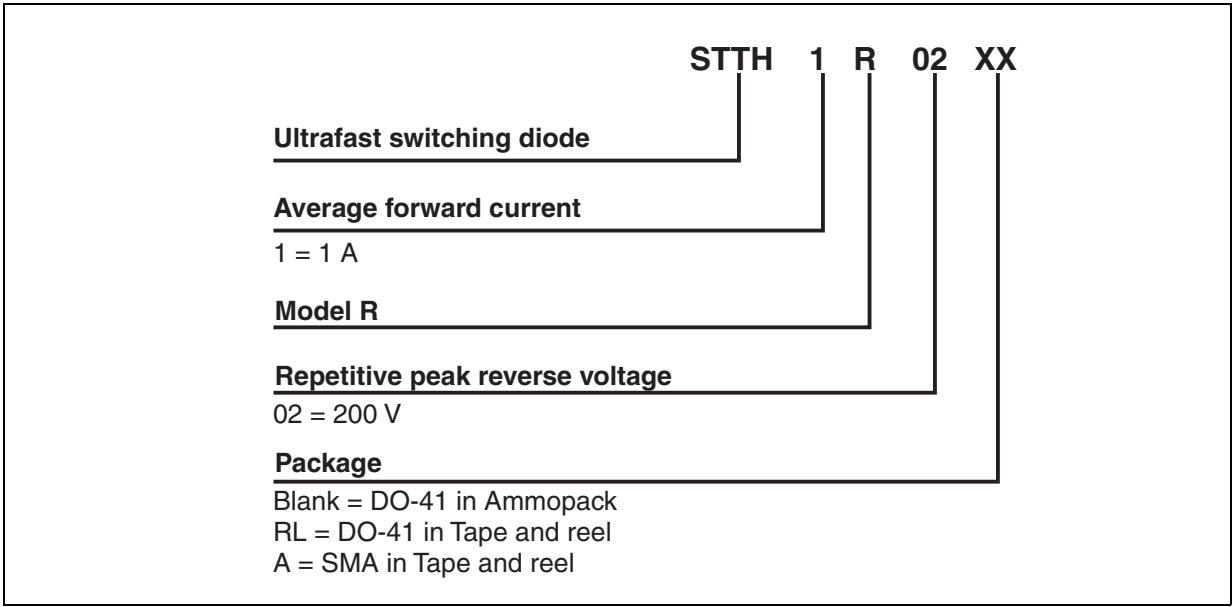 STTH 1 R 02 XX
Ultrafast switching diode
Average forward current
1 = 1 A
Model R
Repetitive peak reverse voltage
02 = 200 V
Package
Blank = DO-41 in Ammopack
RL = DO-41 in Tape and reel
A = SMA in Tape and reel